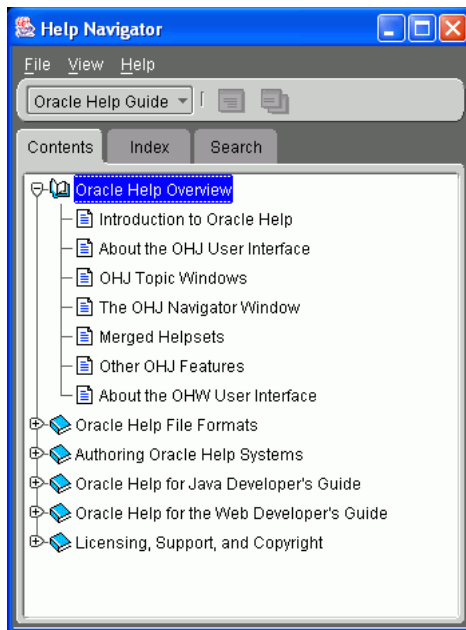 Help Navigator
File View Help
Oracle Help Guide
Contents Index Search
Oracle Help Overview
Introduction to Oracle Help
About the OHJ User Interface
OHJ Topic Windows
The OHJ Navigator Window
Merged Helpsets
Other OHJ Features
About the OHW User Interface
Oracle Help File Formats
Authoring Oracle Help Systems
Oracle Help for Java Developer's Guide
Oracle Help for the Web Developer's Guide
Licensing, Support, and Copyright